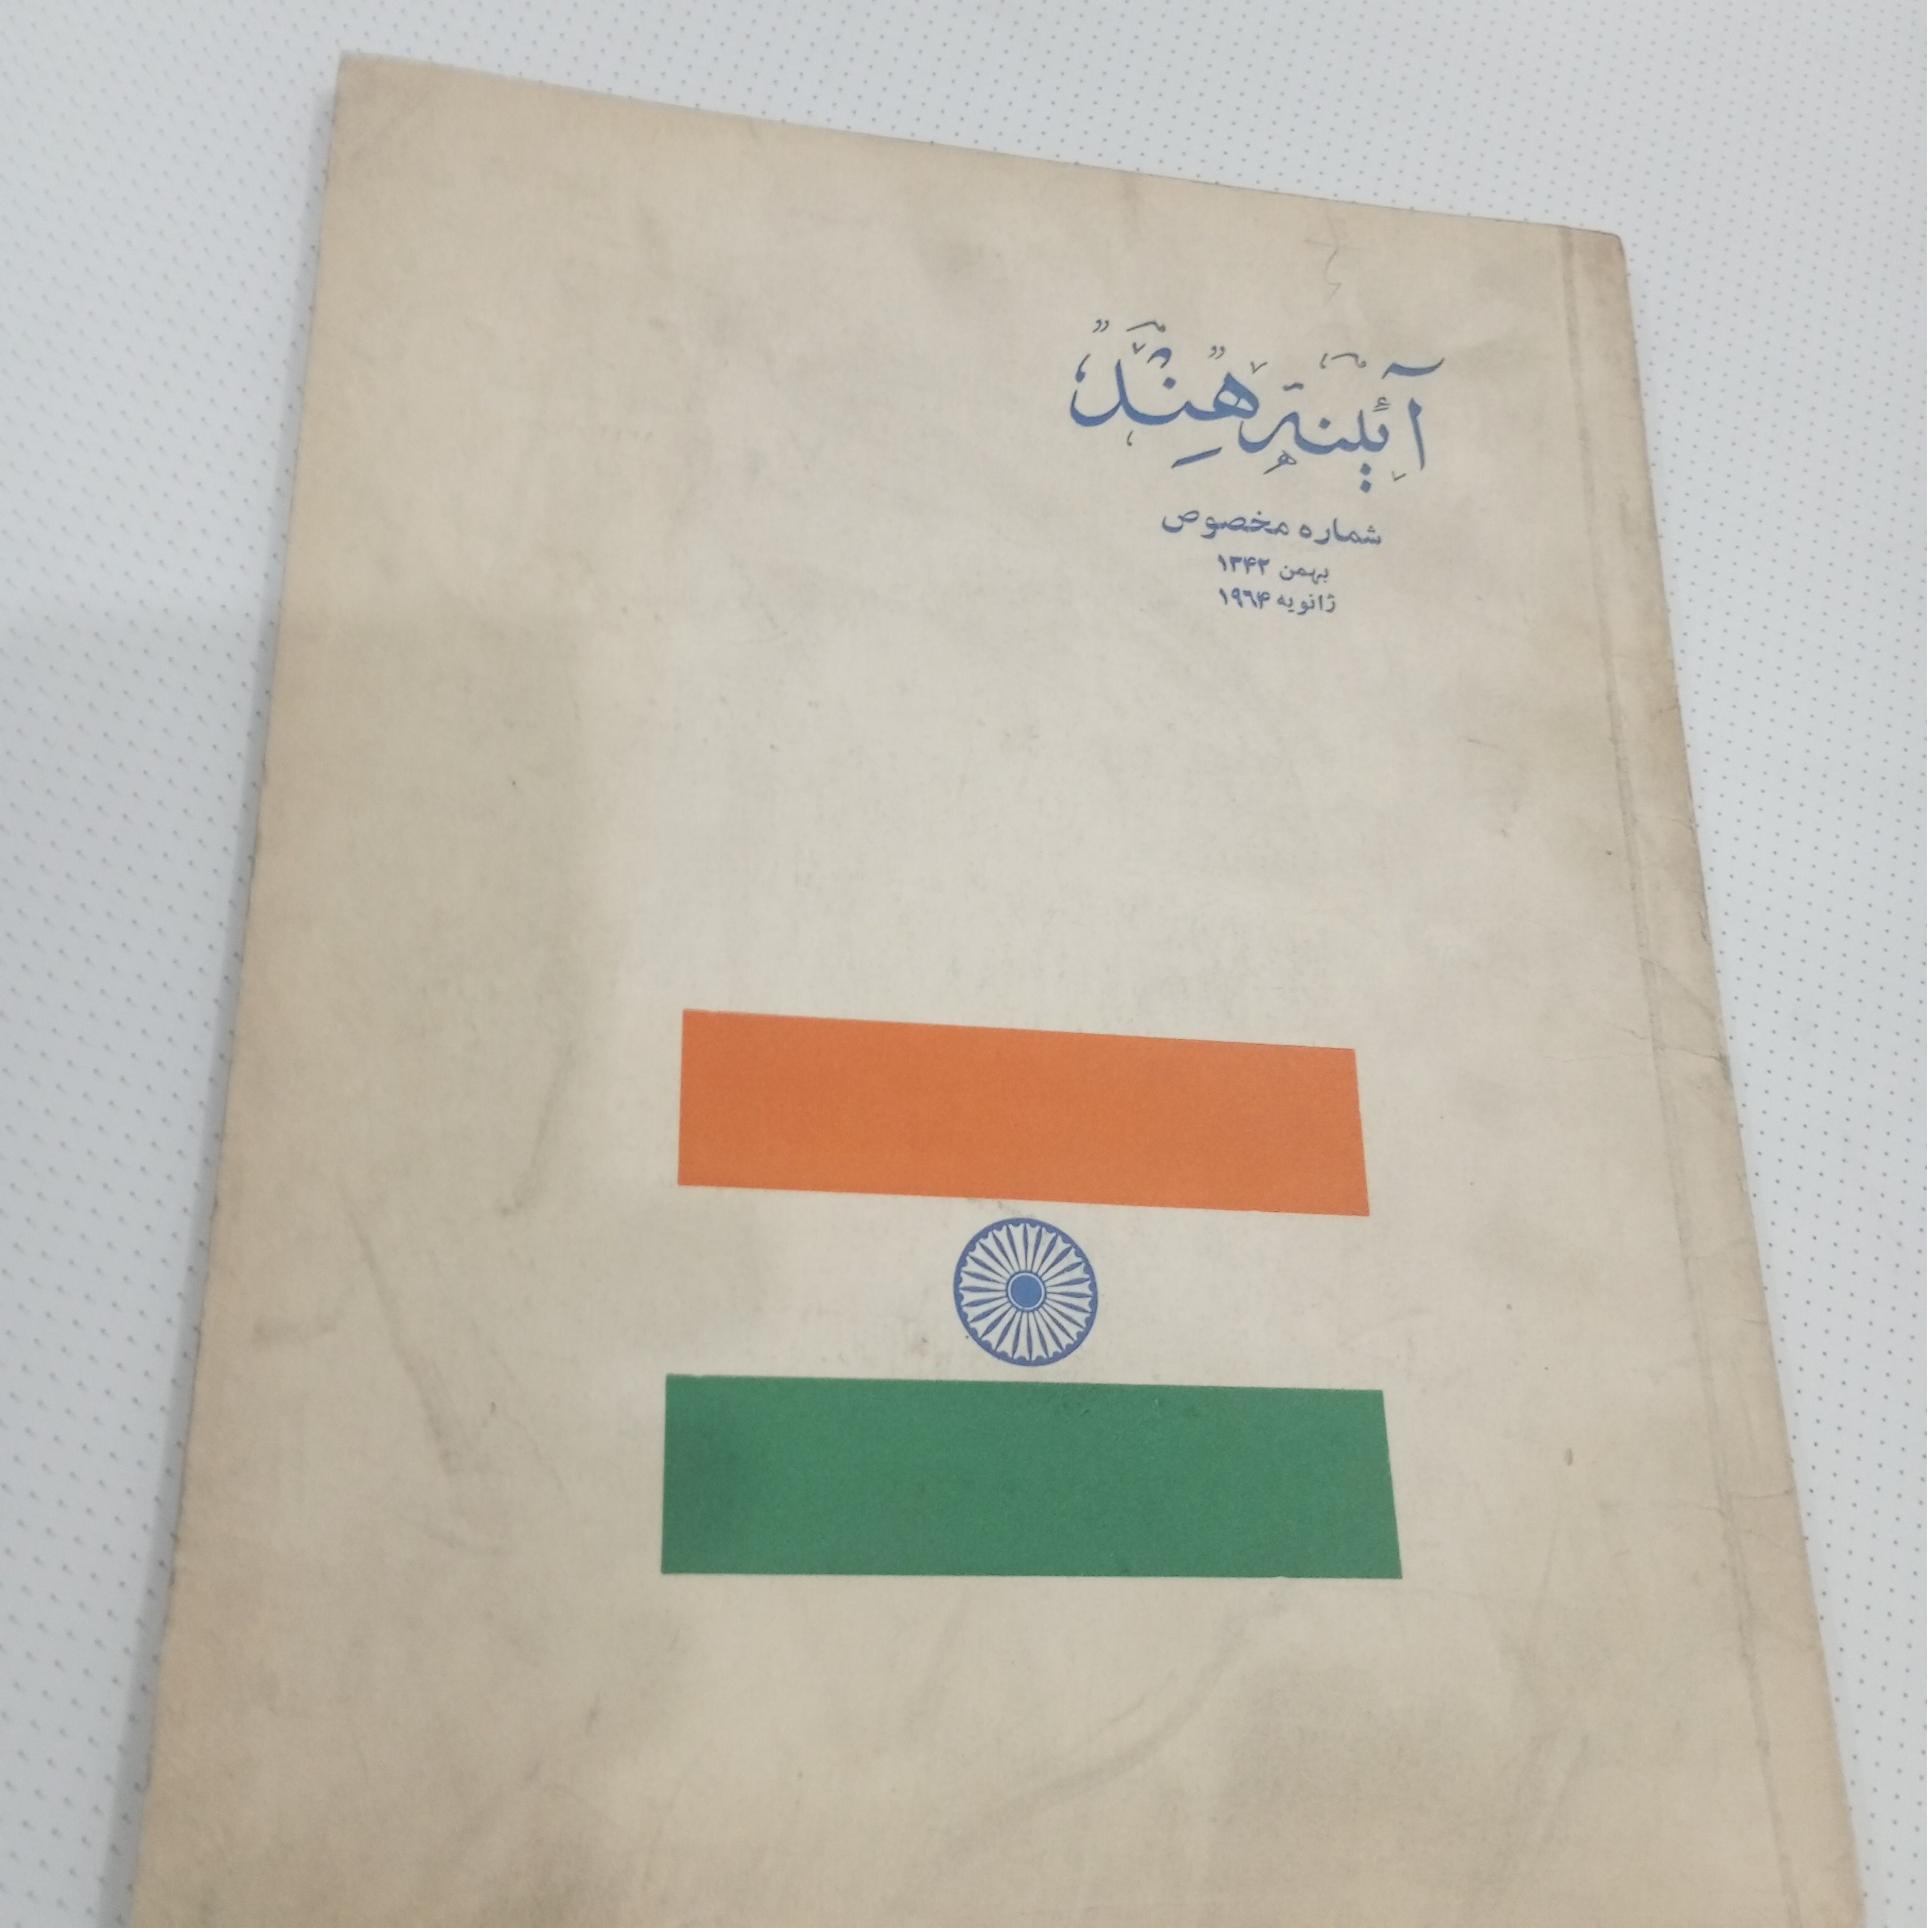 آئینه هند
شماره مخصوص
بهمن ۱۳۴۲
ژانویه ۱۹۶۴